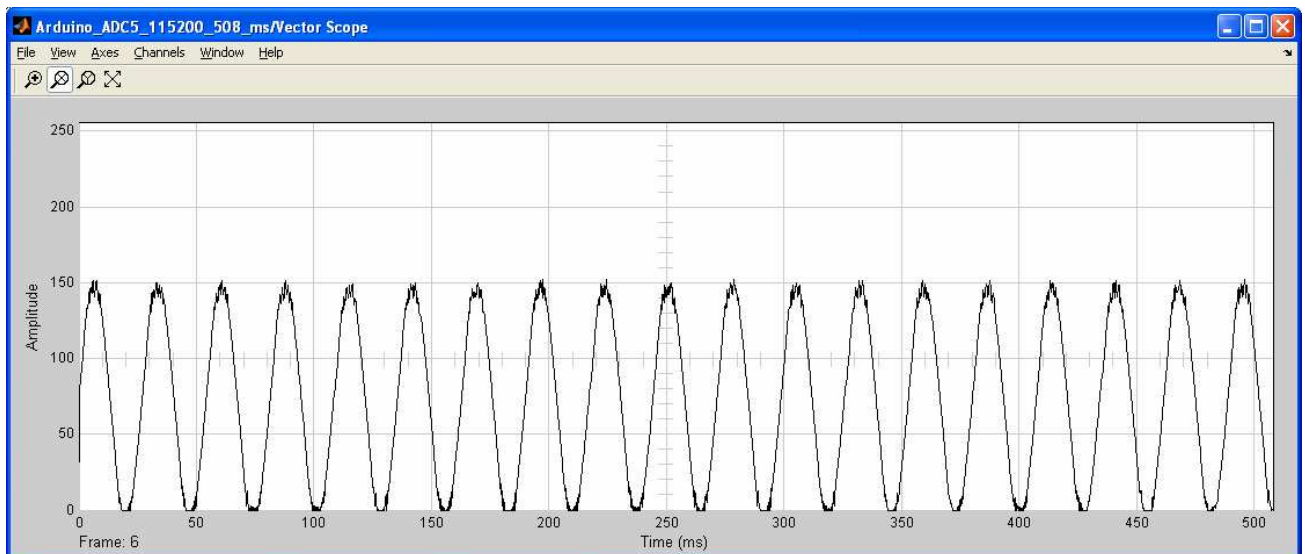 Arduino_ADC5_115200_508_ms/Vector Scope
File View Axes Channels Window Help
250
200
150
100
50
0
Amplitude
0 50 100 150 200 250 300 350 400 450 500
Frame: 6 Time (ms)